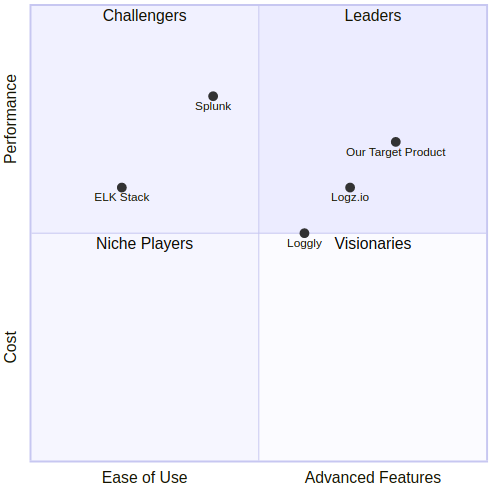 Challengers
Leaders
Performance
Splunk
Our Target Product
ELK Stack
Logz.io
Niche Players
Loggly
Visionaries
Cost
Ease of Use
Advanced Features